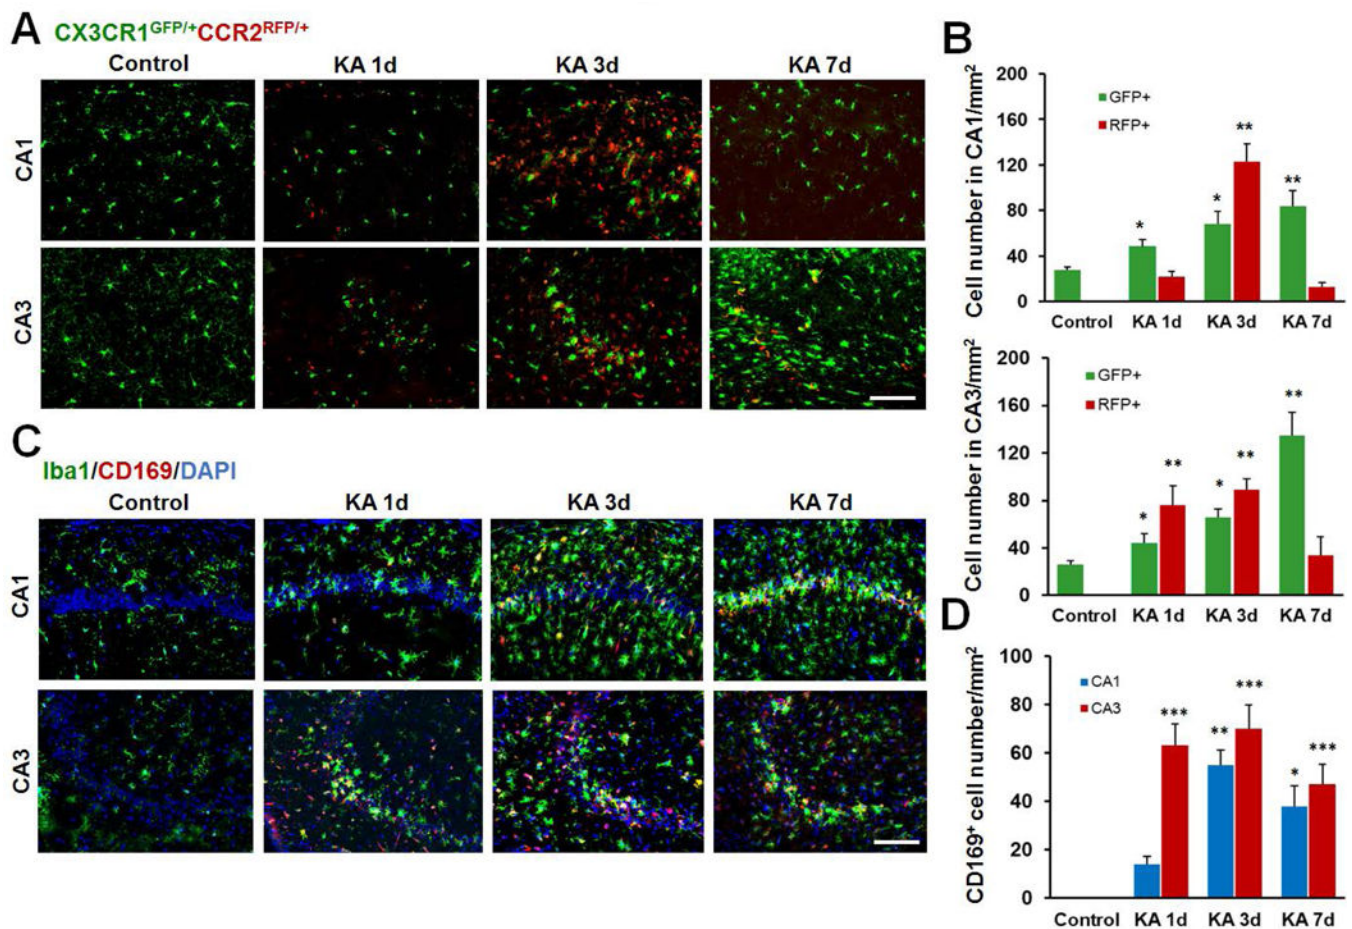 A
CX3CR1GFP/+CCR2RFP/+
Control KA 1d KA 3d KA 7d
CA1
CA3
B
Cell number in CA1/mm2
200
160
120
80
40
0
GFP+
RFP+
* * ** **
Control KA 1d KA 3d KA 7d
Cell number in CA3/mm2
200
160
120
80
40
0
GFP+
RFP+
* ** * ** **
Control KA 1d KA 3d KA 7d
C
Iba1/CD169/DAPI
Control KA 1d KA 3d KA 7d
CA1
CA3
D
CD169+ cell number/mm2
100
80
60
40
20
0
CA1
CA3
*** ** *** * ***
Control KA 1d KA 3d KA 7d